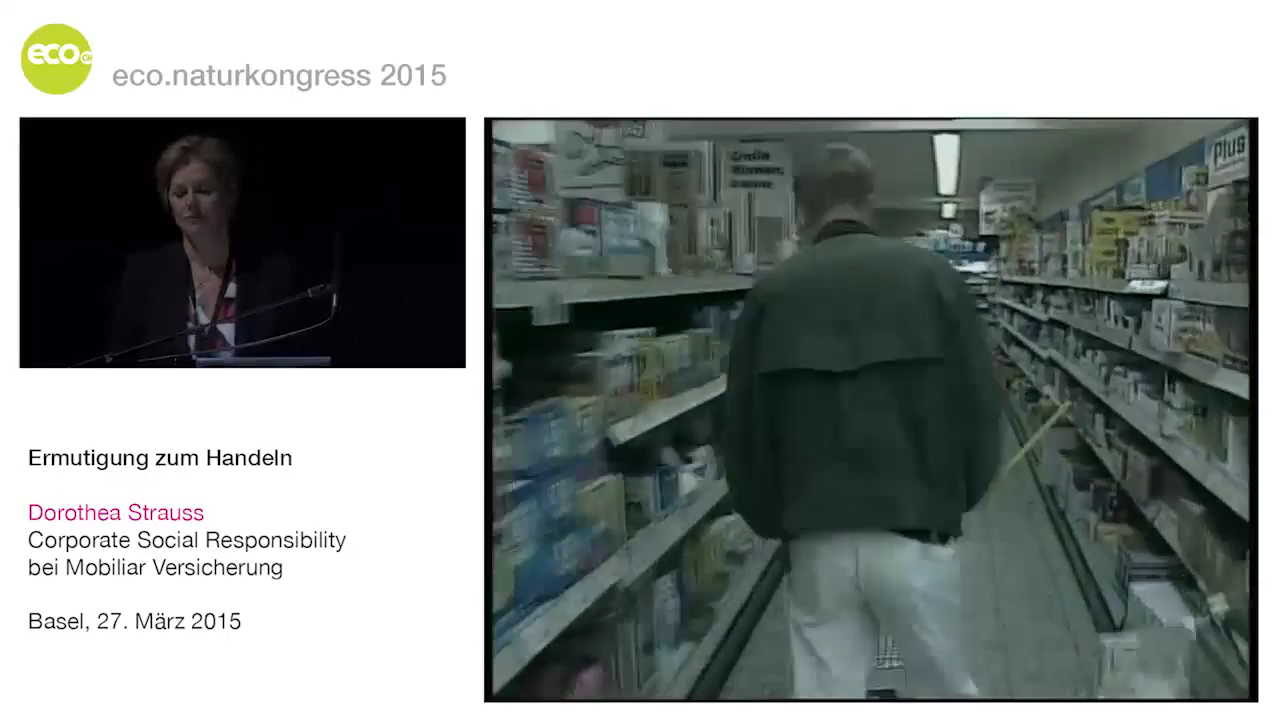 eco.ch
eco.naturkongress 2015
Plus
Ermutigung zum Handeln
Dorothea Strauss
Corporate Social Responsibility
bei Mobiliar Versicherung
Basel, 27. März 2015